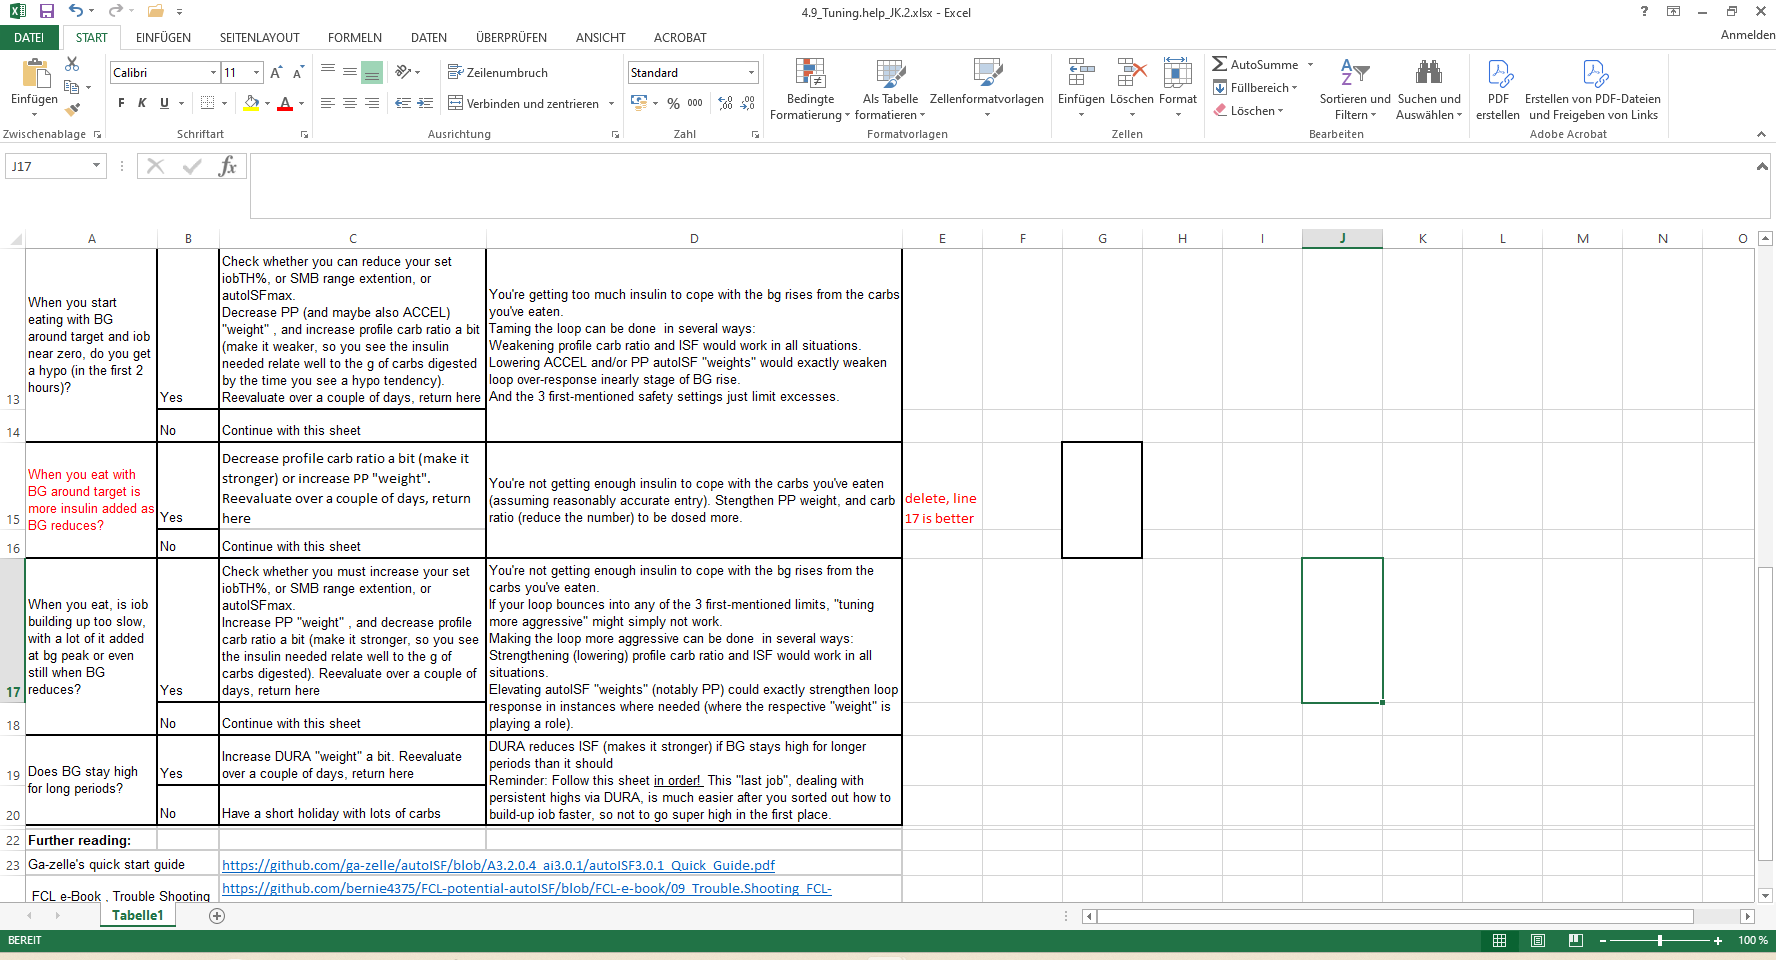 4.9_Tuning.help_JK.2.xlsx - Excel
DATEI START EINFÜGEN SEITENLAYOUT FORMELN DATEN ÜBERPRÜFEN ANSICHT ACROBAT
Anmelden
Einfügen
Calibri 11
Zeilenumbruch
Standard
F K U
Verbinden und zentrieren
% 000
Bedingte Formatierung
Als Tabelle formatieren
Zellenformatvorlagen
Einfügen Löschen Format
AutoSumme
Füllbereich
Löschen
Sortieren und Filtern
Suchen und Auswählen
PDF erstellen
Erstellen von PDF-Dateien und Freigeben von Links
Zwischenablage Schriftart Ausrichtung Zahl Formatvorlagen Zellen Bearbeiten Adobe Acrobat
J17
fx
A B C D E F G H I J K L M N O
13
When you start
eating with BG
around target and iob
near zero, do you get
a hypo (in the first 2
hours)?
Yes
Check whether you can reduce your set
iobTH%, or SMB range extention, or
autoISFmax.
Decrease PP (and maybe also ACCEL)
"weight" , and increase profile carb ratio a bit
(make it weaker, so you see the insulin
needed relate well to the g of carbs digested
by the time you see a hypo tendency).
Reevaluate over a couple of days, return here
You're getting too much insulin to cope with the bg rises from the carbs
you've eaten.
Taming the loop can be done  in several ways:
Weakening profile carb ratio and ISF would work in all situations.
Lowering ACCEL and/or PP autoISF "weights" would exactly weaken
loop over-response inearly stage of BG rise.
And the 3 first-mentioned safety settings just limit excesses.
14
No
Continue with this sheet
15
When you eat with
BG around target is
more insulin added as
BG reduces?
Yes
Decrease profile carb ratio a bit (make it
stronger) or increase PP "weight".
Reevaluate over a couple of days, return
here
You're not getting enough insulin to cope with the carbs you've eaten
(assuming reasonably accurate entry). Stengthen PP weight, and carb
ratio (reduce the number) to be dosed more.
delete, line
17 is better
16
No
Continue with this sheet
17
When you eat, is iob
building up too slow,
with a lot of it added
at bg peak or even
still when BG
reduces?
Yes
Check whether you must increase your set
iobTH%, or SMB range extention, or
autoISFmax.
Increase PP "weight" , and decrease profile
carb ratio a bit (make it stronger, so you see
the insulin needed relate well to the g of
carbs digested). Reevaluate over a couple of
days, return here
You're not getting enough insulin to cope with the bg rises from the
carbs you've eaten.
If your loop bounces into any of the 3 first-mentioned limits, "tuning
more aggressive" might simply not work.
Making the loop more aggressive can be done  in several ways:
Strengthening (lowering) profile carb ratio and ISF would work in all
situations.
Elevating autoISF "weights" (notably PP) could exactly strengthen loop
response in instances where needed (where the respective "weight" is
playing a role).
18
No
Continue with this sheet
19
Does BG stay high
for long periods?
Yes
Increase DURA "weight" a bit. Reevaluate
over a couple of days, return here
DURA reduces ISF (makes it stronger) if BG stays high for longer
periods than it should
Reminder: Follow this sheet in order!  This "last job", dealing with
persistent highs via DURA, is much easier after you sorted out how to
build-up iob faster, so not to go super high in the first place.
20
No
Have a short holiday with lots of carbs
22
Further reading:
23
Ga-zelle's quick start guide
https://github.com/ga-zelle/autoISF/blob/A3.2.0.4_ai3.0.1/autoISF3.0.1_Quick_Guide.pdf
FCL e-Book , Trouble Shooting
https://github.com/bernie4375/FCL-potential-autoISF/blob/FCL-e-book/09_Trouble.Shooting_FCL-
Tabelle1
BEREIT
100 %